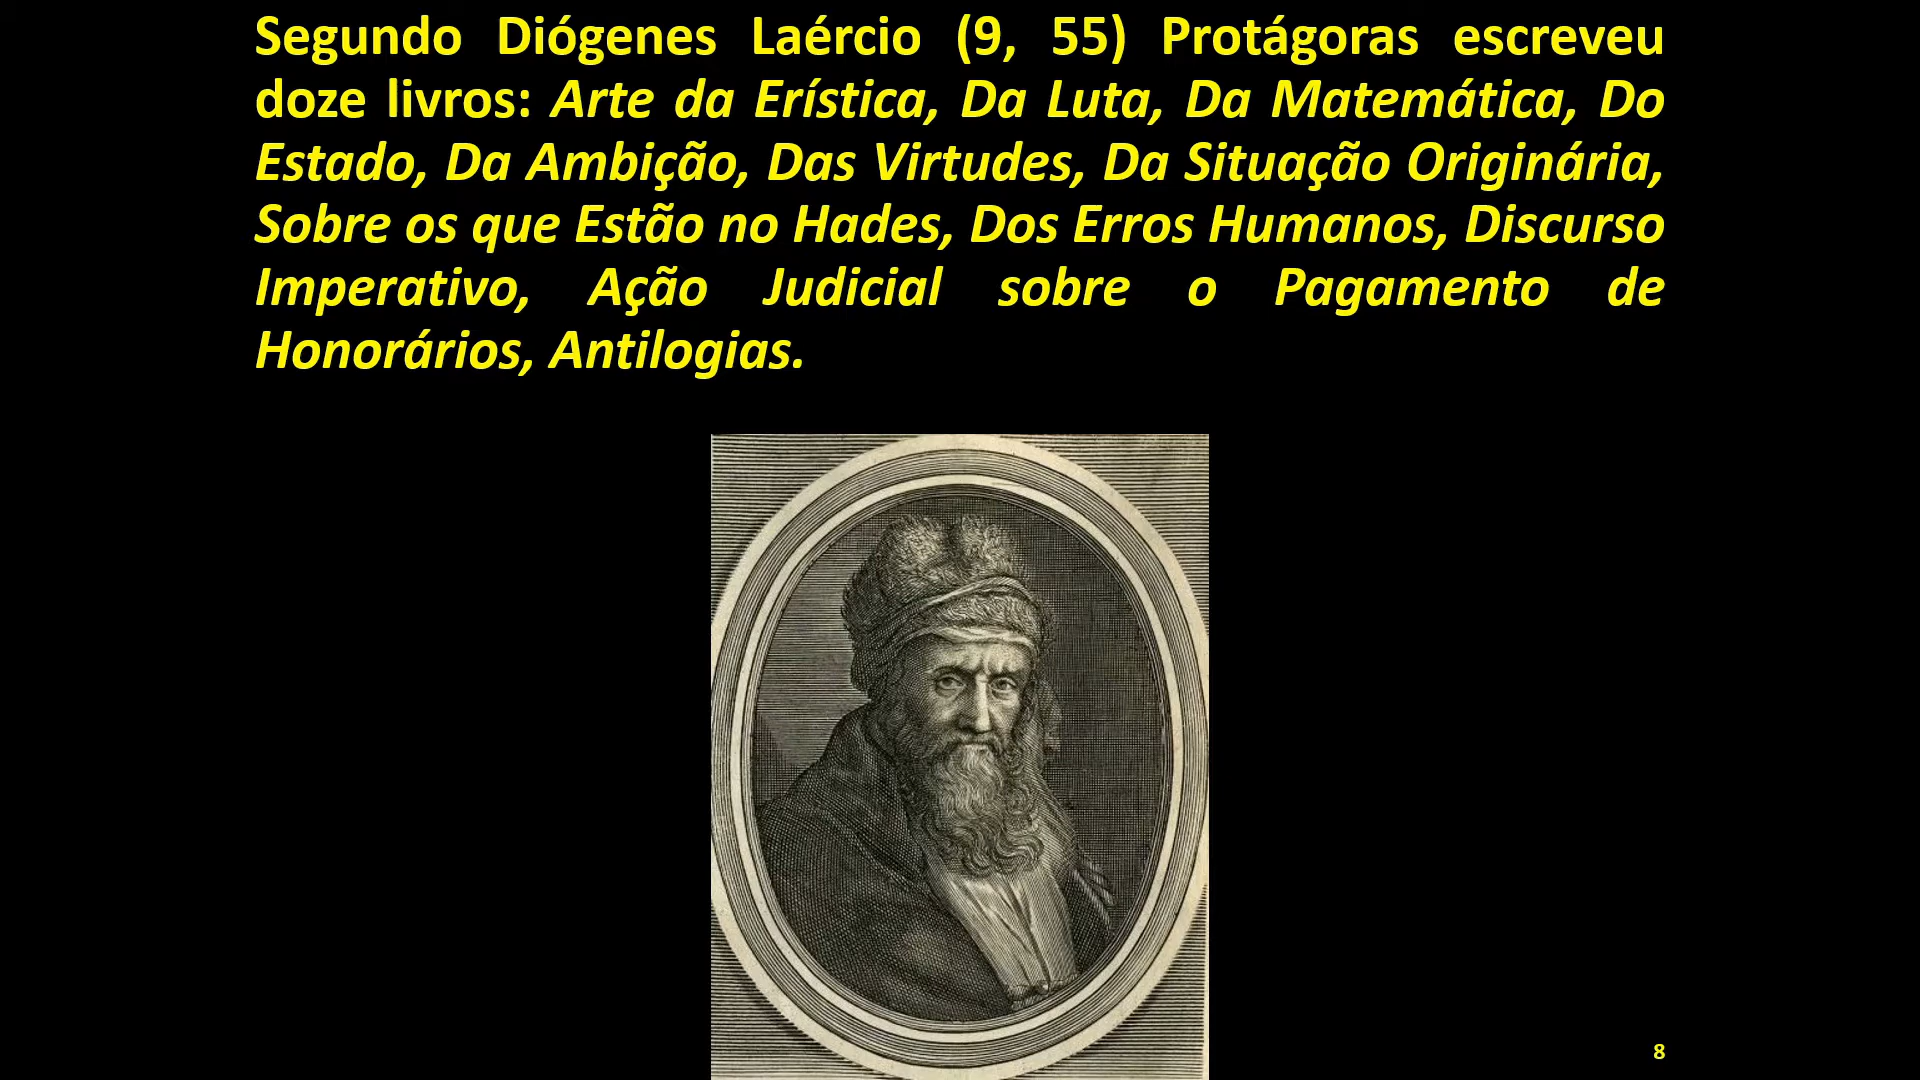 Segundo Diógenes Laércio (9, 55) Protágoras escreveu
doze livros: Arte da Erística, Da Luta, Da Matemática, Do
Estado, Da Ambição, Das Virtudes, Da Situação Originária,
Sobre os que Estão no Hades, Dos Erros Humanos, Discurso
Imperativo, Ação Judicial sobre o Pagamento de
Honorários, Antilogias.
8